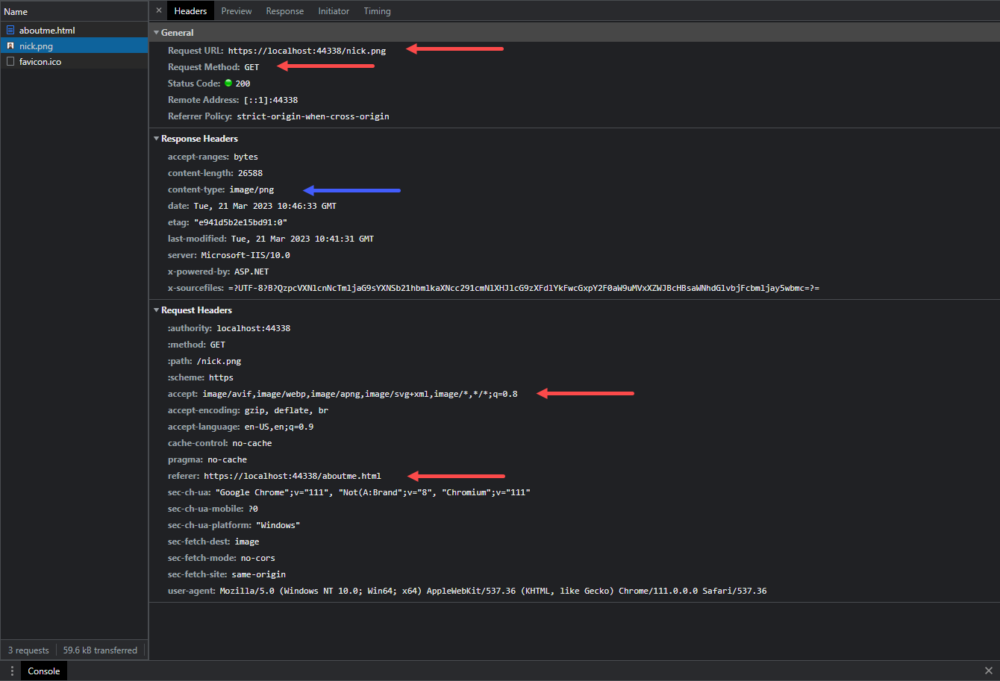 Name
× Headers Preview Response Initiator Timing
aboutme.html
nick.png
favicon.ico
General
Request URL: https://localhost:44338/nick.png
Request Method: GET
Status Code: 200
Remote Address: [::1]:44338
Referrer Policy: strict-origin-when-cross-origin
Response Headers
accept-ranges: bytes
content-length: 26588
content-type: image/png
date: Tue, 21 Mar 2023 10:46:33 GMT
etag: "e941d5b2e15bd91:0"
last-modified: Tue, 21 Mar 2023 10:41:31 GMT
server: Microsoft-IIS/10.0
x-powered-by: ASP.NET
x-sourcefiles: =?UTF-8?B?QzpcVXNlcnNcTmljaG9sYXNSb21hbmlkaXNcc291cmNlXHJlcG9zXFdlYkFwcGxpY2F0aW9uMVxXZWJBcHBsaWNhdGlvbjFcbmljay5wbmc=?=
Request Headers
:authority: localhost:44338
:method: GET
:path: /nick.png
:scheme: https
accept: image/avif,image/webp,image/apng,image/svg+xml,image/*,*/*;q=0.8
accept-encoding: gzip, deflate, br
accept-language: en-US,en;q=0.9
cache-control: no-cache
pragma: no-cache
referer: https://localhost:44338/aboutme.html
sec-ch-ua: "Google Chrome";v="111", "Not(A:Brand";v="8", "Chromium";v="111"
sec-ch-ua-mobile: ?0
sec-ch-ua-platform: "Windows"
sec-fetch-dest: image
sec-fetch-mode: no-cors
sec-fetch-site: same-origin
user-agent: Mozilla/5.0 (Windows NT 10.0; Win64; x64) AppleWebKit/537.36 (KHTML, like Gecko) Chrome/111.0.0.0 Safari/537.36
3 requests 59.6 kB transferred
Console